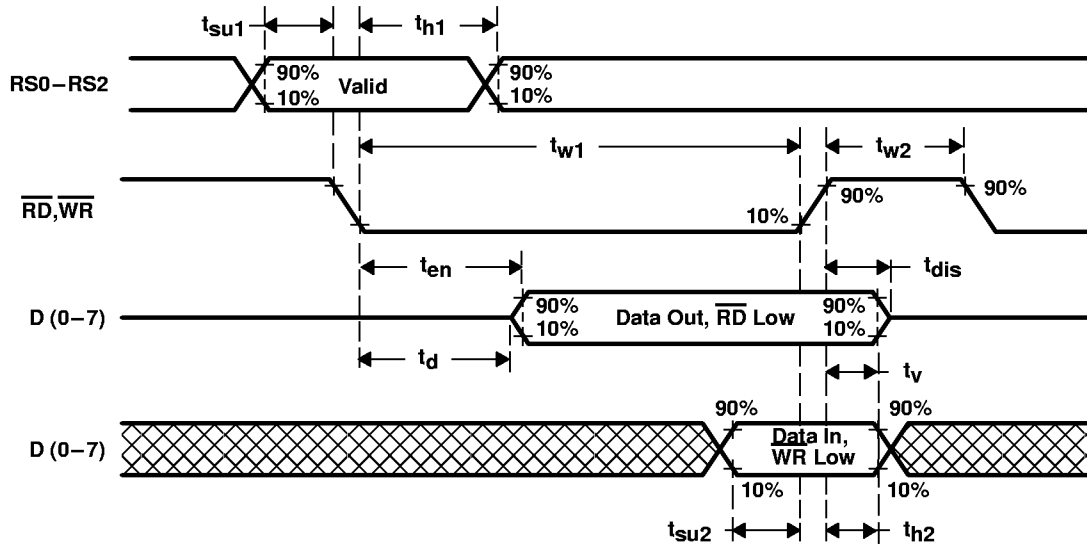 tsu1
th1
RS0–RS2
90%
10%
Valid
90%
10%
tw1
tw2
RD,WR
10%
90%
90%
ten
tdis
D (0–7)
90%
10%
Data Out, RD Low
90%
10%
td
tv
D (0–7)
90%
10%
Data In,
WR Low
90%
10%
tsu2
th2